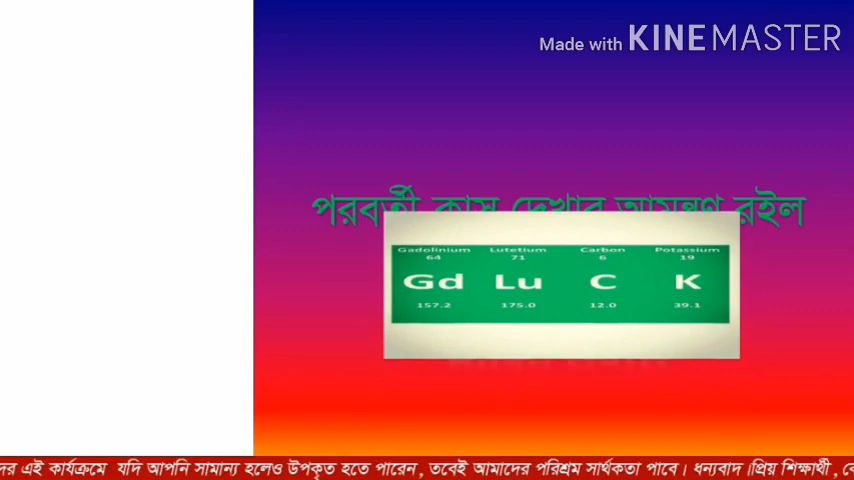 Made with KINEMASTER
পরবর্তী ক্লাস দেখার আমন্ত্রণ রইল
Gadolinium Lutetium Carbon Potassium
64 71 6 19
Gd Lu C K
157.2 175.0 12.0 39.1
দের এই কার্যক্রমে যদি আপনি সামান্য হলেও উপকৃত হতে পারেন , তবেই আমাদের পরিশ্রম সার্থকতা পাবে। ধন্যবাদ ।প্রিয় শিক্ষার্থী ,